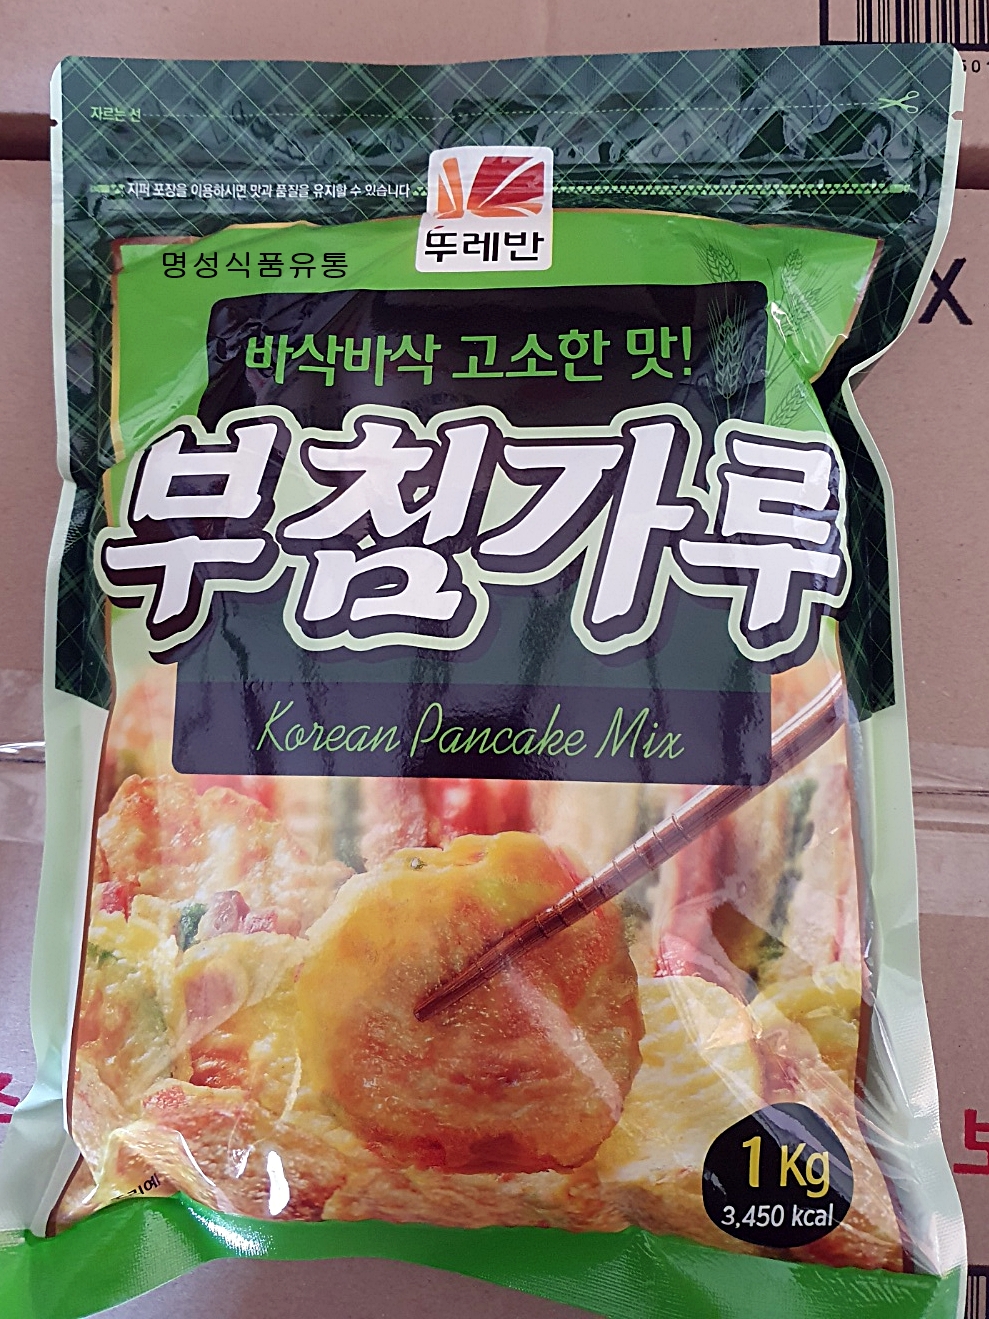 자르는 선
지퍼 포장을 이용하시면 맛과 품질을 유지할 수 있습니다
뚜레반
명성식품유통
바삭바삭 고소한 맛!
부침가루
Korean Pancake Mix
1 Kg
3,450 kcal
X